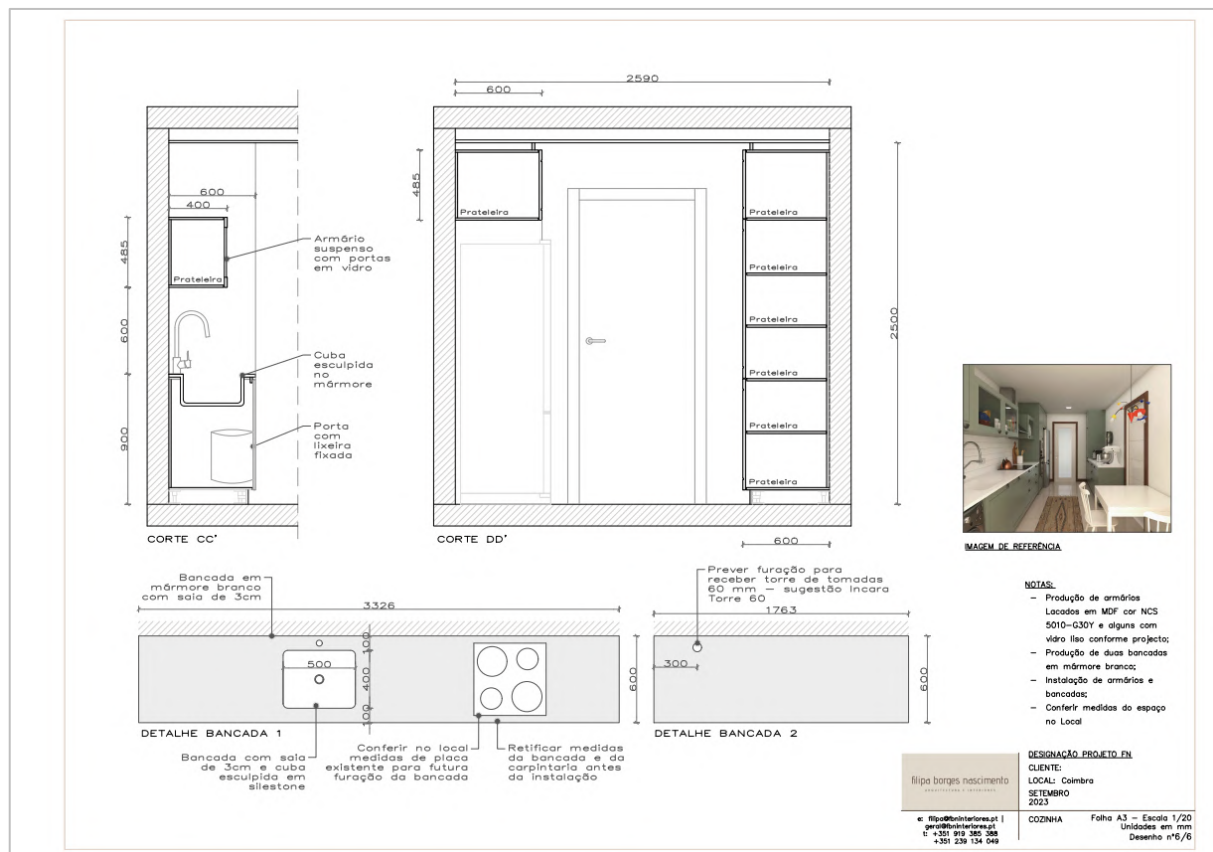 2590
600
600
400
485
Prateleira
485
600
900
Armário
suspenso
com portas
em vidro
Cuba
esculpida
no
mármore
Porta
com
lixeira
fixada
CORTE CC'
485
Prateleira
Prateleira
Prateleira
Prateleira
Prateleira
Prateleira
Prateleira
2500
600
CORTE DD'
IMAGEM DE REFERÊNCIA
Bancada em
mármore branco
com saia de 3cm
3326
100
500
400
100
600
DETALHE BANCADA 1
Bancada com saia
de 3cm e cuba
esculpida em
silestone
Conferir no local
medidas de placa
existente para futura
furação da bancada
Retificar medidas
da bancada e da
carpintaria antes
da instalação
Prever furação para
receber torre de tomadas
60 mm – sugestão Incara
Torre 60
1763
300
600
DETALHE BANCADA 2
NOTAS:
– Produção de armários
Lacados em MDF cor NCS
5010-G30Y e alguns com
vidro liso conforme projecto;
– Produção de duas bancadas
em mármore branco;
– Instalação de armários e
bancadas;
– Conferir medidas do espaço
no Local
filipa borges nascimento
ARQUITETURA E INTERIORES
e: filipa@fbninteriores.pt |
geral@fbninteriores.pt
t: +351 919 385 388
+351 239 134 049
DESIGNAÇÃO PROJETO FN
CLIENTE:
LOCAL: Coimbra
SETEMBRO
2023
COZINHA
Folha A3 – Escala 1/20
Unidades em mm
Desenho nº6/6